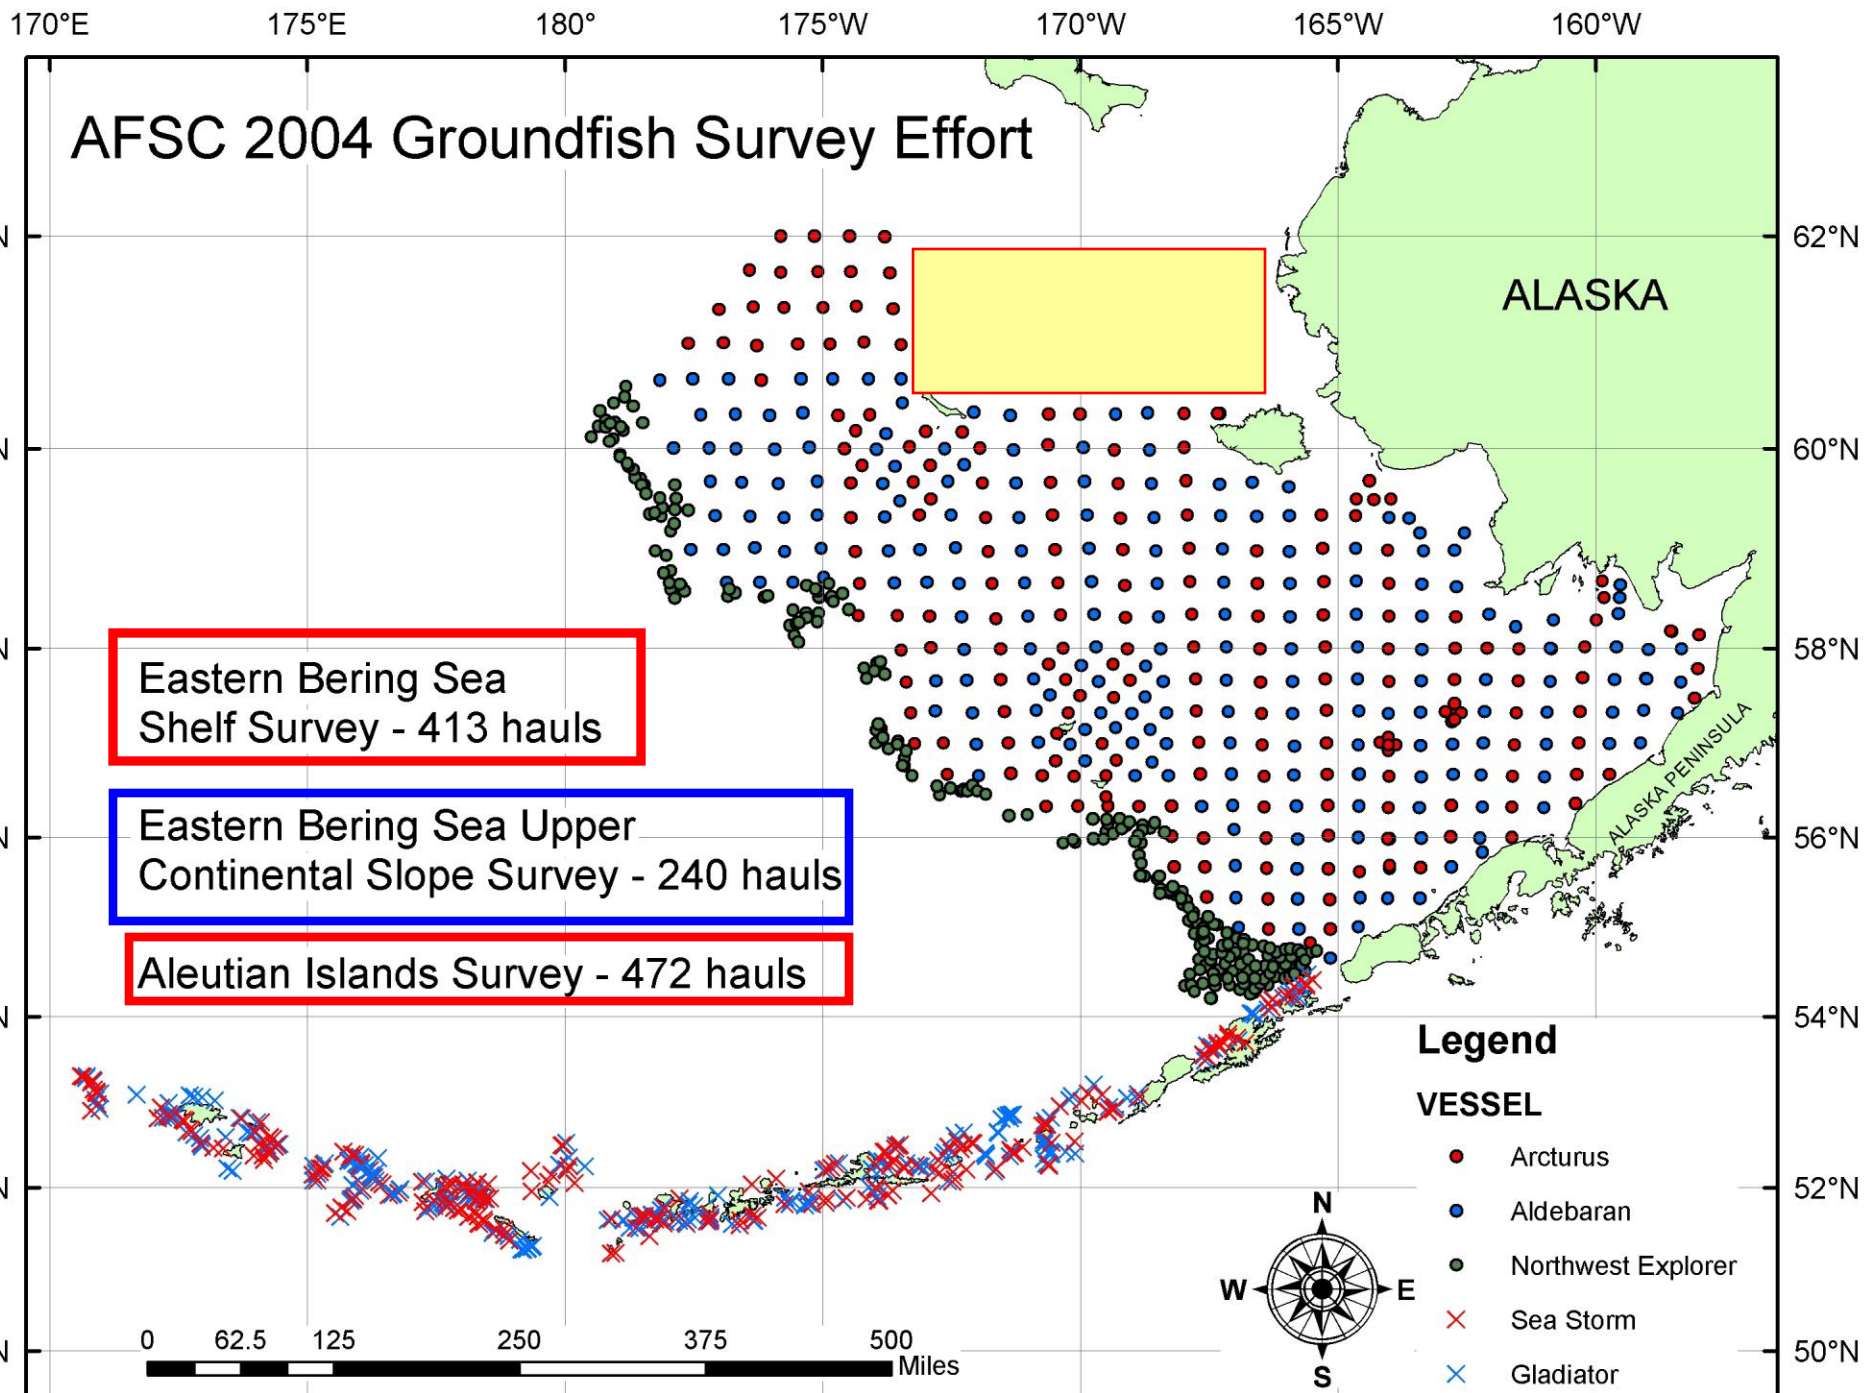 170°E 175°E 180° 175°W 170°W 165°W 160°W
AFSC 2004 Groundfish Survey Effort
N 62°N
ALASKA
N 60°N
N 58°N
Eastern Bering Sea
Shelf Survey - 413 hauls
ALASKA PENINSULA
Eastern Bering Sea Upper
Continental Slope Survey - 240 hauls
N 56°N
Aleutian Islands Survey - 472 hauls
N 54°N
Legend
VESSEL
Arcturus
N 52°N
Aldebaran
Northwest Explorer
Sea Storm
Gladiator
N
W E
S
0 62.5 125 250 375 500
Miles
N 50°N